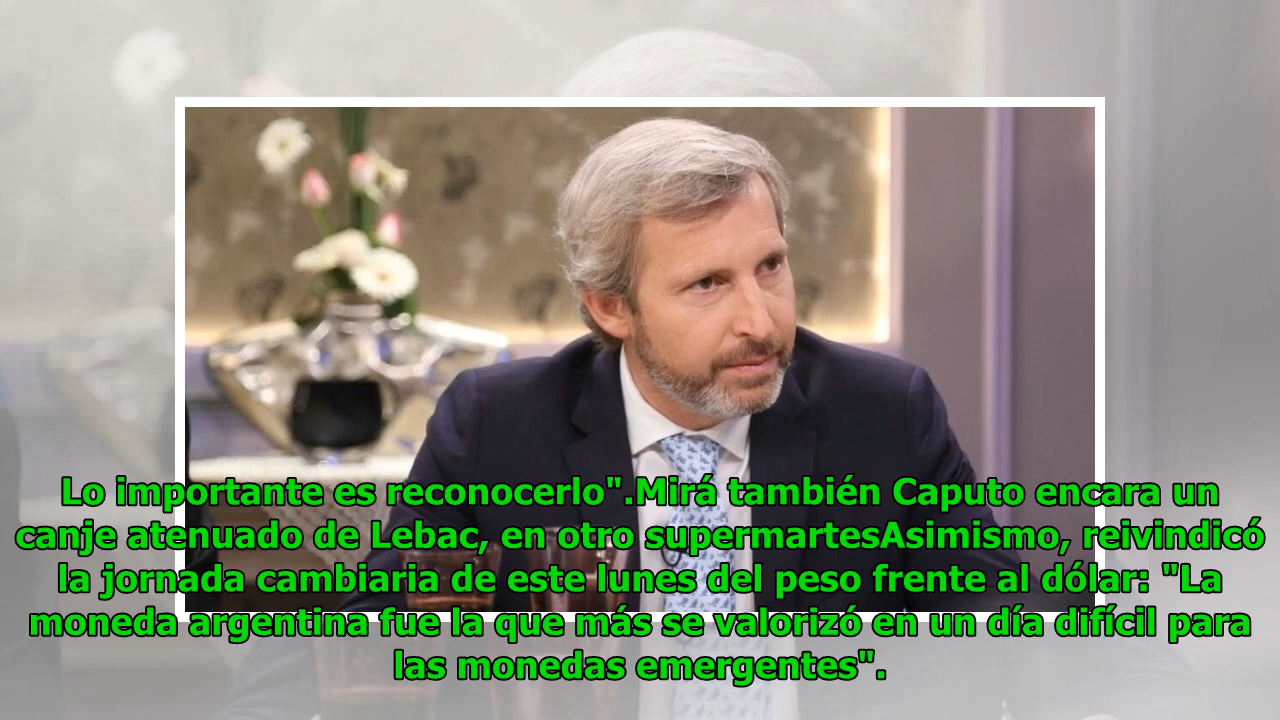 Lo importante es reconocerlo".Mirá también Caputo encara un
canje atenuado de Lebac, en otro supermartesAsimismo, reivindicó
la jornada cambiaria de este lunes del peso frente al dólar: "La
moneda argentina fue la que más se valorizó en un día difícil para
las monedas emergentes".